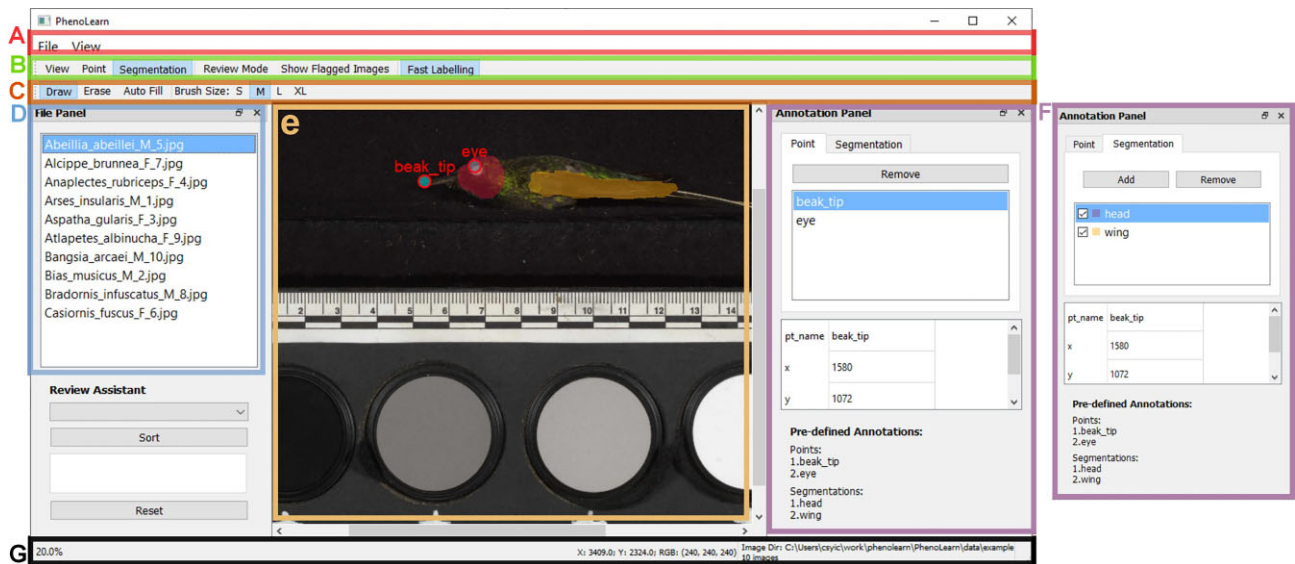 PhenoLearn
A
File View
B
View Point Segmentation Review Mode Show Flagged Images Fast Labelling
C
Draw Erase Auto Fill Brush Size: S M L XL
D
File Panel
Abeillia_abeillei_M_5.jpg
Alcippe_brunnea_F_7.jpg
Anaplectes_rubriceps_F_4.jpg
Arses_insularis_M_1.jpg
Aspatha_gularis_F_3.jpg
Atlapetes_albinucha_F_9.jpg
Bangsia_arcaei_M_10.jpg
Bias_musicus_M_2.jpg
Bradornis_infuscatus_M_8.jpg
Casiornis_fuscus_F_6.jpg
Review Assistant
Sort
Reset
e
eye
beak_tip
2 3 4 5 6 7 8 9 10 11 12 13 14
Annotation Panel
Point Segmentation
Remove
beak_tip
eye
pt_name beak_tip
x 1580
y 1072
Pre-defined Annotations:
Points:
1.beak_tip
2.eye
Segmentations:
1.head
2.wing
F
Annotation Panel
Point Segmentation
Add Remove
head
wing
pt_name beak_tip
x 1580
y 1072
Pre-defined Annotations:
Points:
1.beak_tip
2.eye
Segmentations:
1.head
2.wing
G
20.0%
X: 3409.0; Y: 2324.0; RGB: (240, 240, 240)
Image Dir: C:\Users\csyic\work\phenolearn\PhenoLearn\data\example
10 images